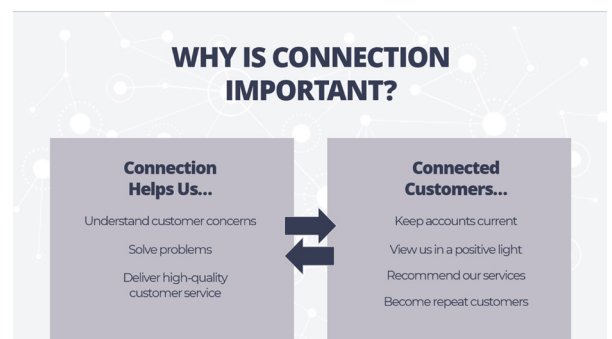 WHY IS CONNECTION
IMPORTANT?
Connection
Helps Us...
Understand customer concerns
Solve problems
Deliver high-quality
customer service
Connected
Customers...
Keep accounts current
View us in a positive light
Recommend our services
Become repeat customers